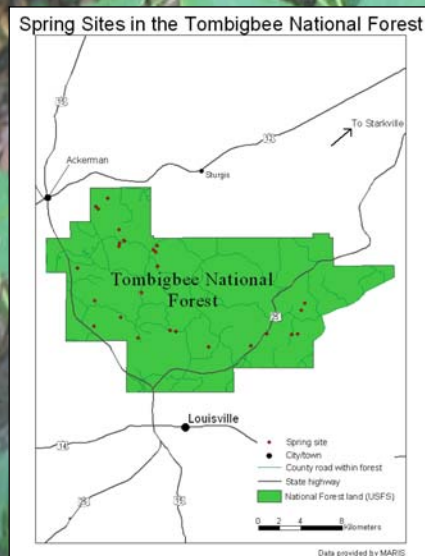 Spring Sites in the Tombigbee National Forest
To Starkville
Ackerman
Sturgis
Tombigbee National
Forest
25
Louisville
Spring site
City/town
County road within forest
State highway
National Forest land (USFS)
0 2 4 8
Kilometers
Data provided by MARIS